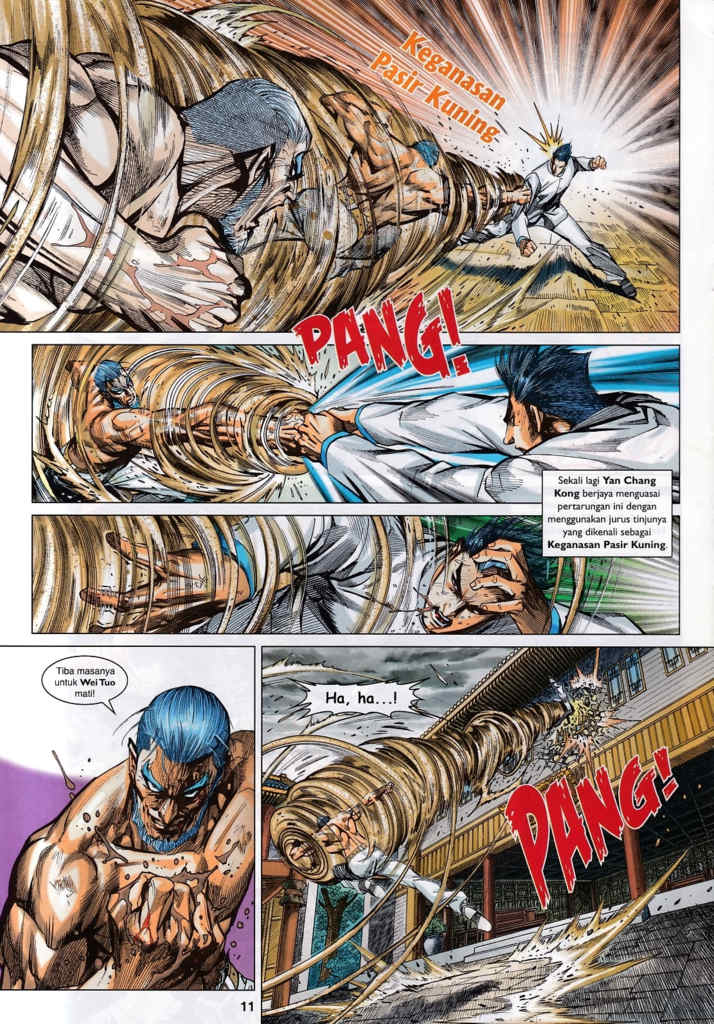 Keganasan
Pasir Kuning
PANG!
Sekali lagi Yan Chang
Kong berjaya menguasai
pertarungan ini dengan
menggunakan jurus tinjunya
yang dikenali sebagai
Keganasan Pasir Kuning.
Tiba masanya
untuk Wei Tuo
mati!
Ha, ha...!
PANG!
11